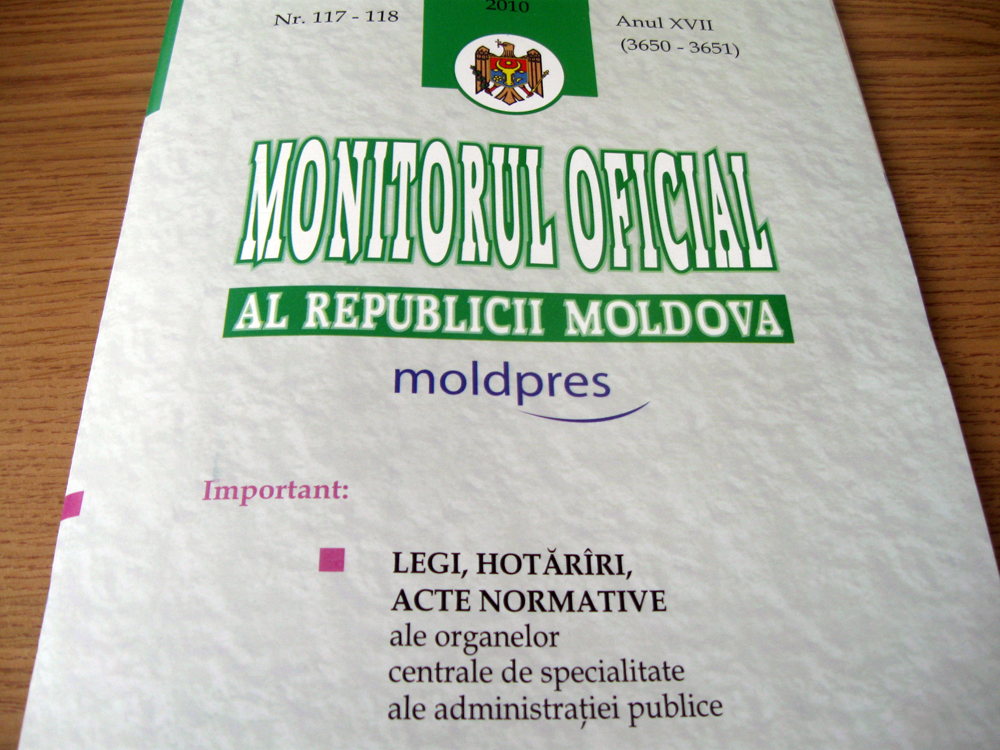 Nr. 117 - 118
2010
Anul XVII
(3650 - 3651)
MONITORUL OFICIAL
AL REPUBLICII MOLDOVA
moldpres
Important:
LEGI, HOTĂRÎRI,
ACTE NORMATIVE
ale organelor
centrale de specialitate
ale administraţiei publice